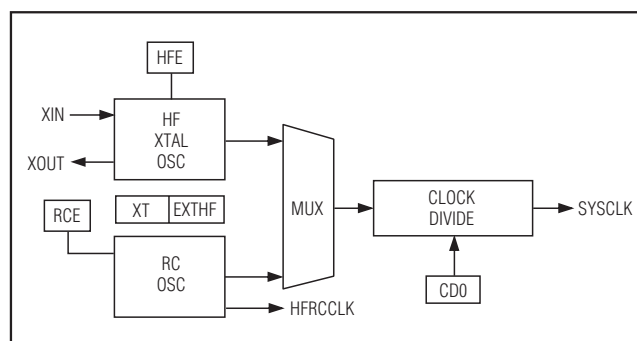 HFE
XIN
HF
XTAL
OSC
XOUT
XT EXTHF
RCE
RC
OSC
HFRCCLK
MUX
CLOCK
DIVIDE
SYSCLK
CD0